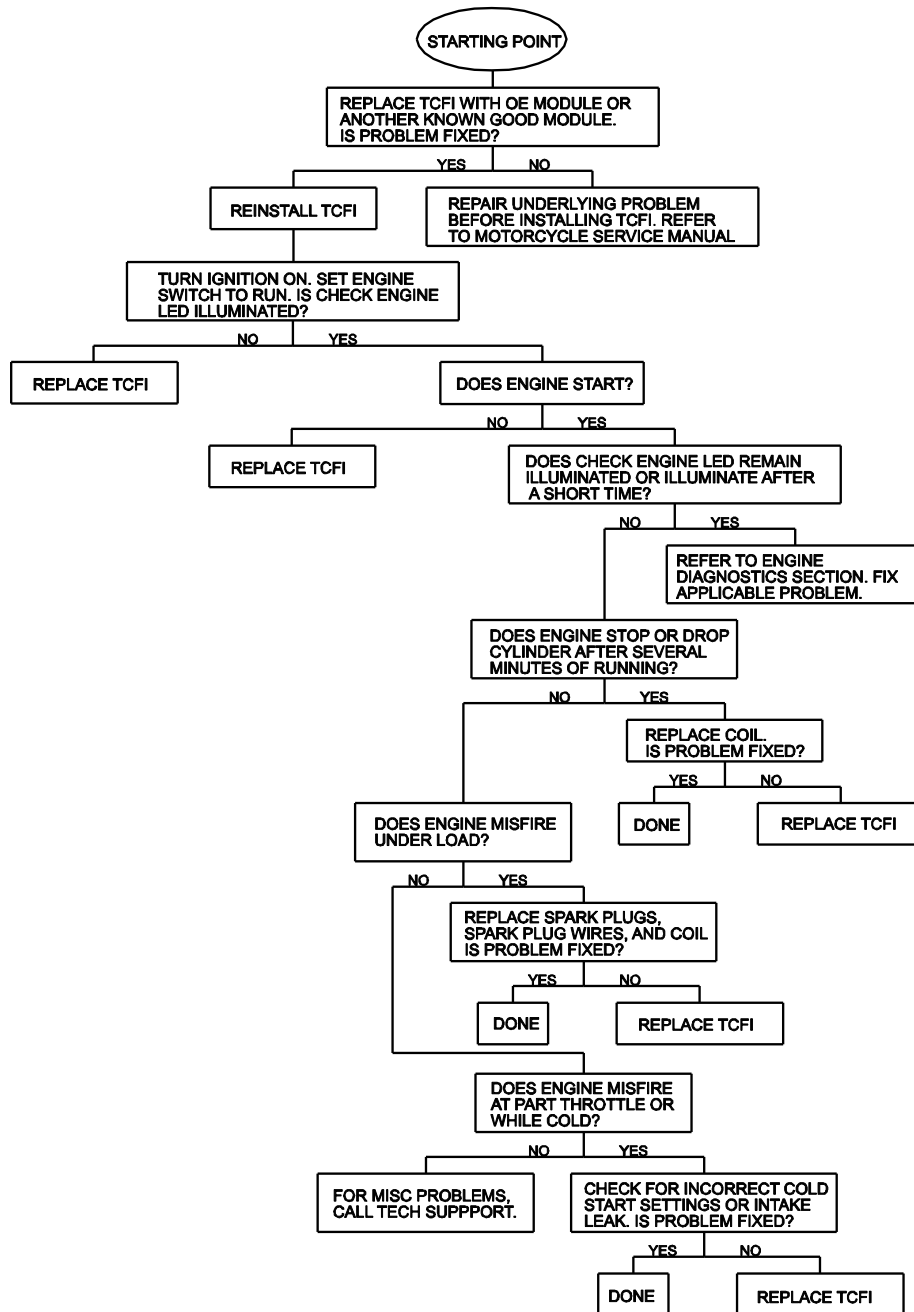 STARTING POINT
REPLACE TCFI WITH OE MODULE OR
ANOTHER KNOWN GOOD MODULE.
IS PROBLEM FIXED?
YES NO
REINSTALL TCFI
REPAIR UNDERLYING PROBLEM
BEFORE INSTALLING TCFI. REFER
TO MOTORCYCLE SERVICE MANUAL
TURN IGNITION ON. SET ENGINE
SWITCH TO RUN. IS CHECK ENGINE
LED ILLUMINATED?
NO YES
REPLACE TCFI
DOES ENGINE START?
NO YES
REPLACE TCFI
DOES CHECK ENGINE LED REMAIN
ILLUMINATED OR ILLUMINATE AFTER
A SHORT TIME?
NO YES
REFER TO ENGINE
DIAGNOSTICS SECTION. FIX
APPLICABLE PROBLEM.
DOES ENGINE STOP OR DROP
CYLINDER AFTER SEVERAL
MINUTES OF RUNNING?
NO YES
REPLACE COIL.
IS PROBLEM FIXED?
YES NO
DONE
REPLACE TCFI
DOES ENGINE MISFIRE
UNDER LOAD?
NO YES
REPLACE SPARK PLUGS,
SPARK PLUG WIRES, AND COIL
IS PROBLEM FIXED?
YES NO
DONE
REPLACE TCFI
DOES ENGINE MISFIRE
AT PART THROTTLE OR
WHILE COLD?
NO YES
FOR MISC PROBLEMS,
CALL TECH SUPPPORT.
CHECK FOR INCORRECT COLD
START SETTINGS OR INTAKE
LEAK. IS PROBLEM FIXED?
YES NO
DONE
REPLACE TCFI